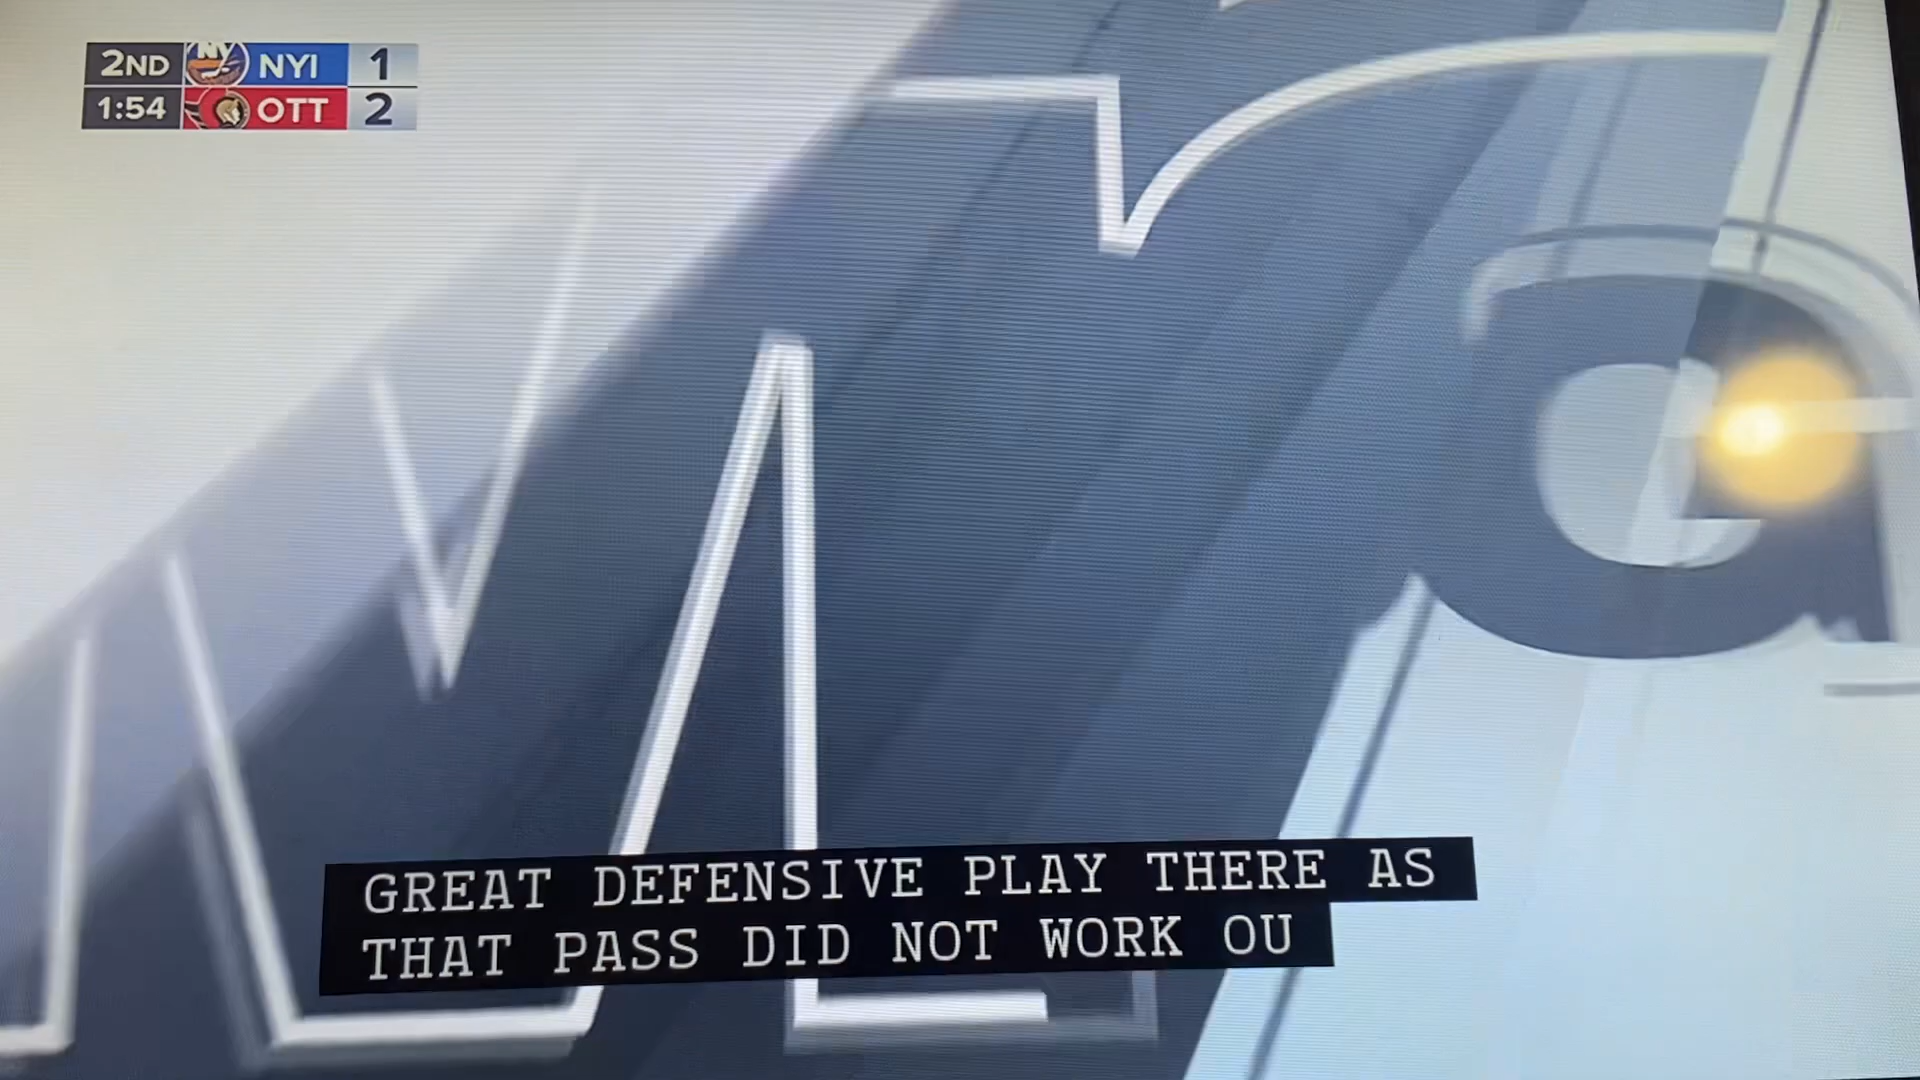 2ND NYI 1
1:54 OTT 2
GREAT DEFENSIVE PLAY THERE AS
THAT PASS DID NOT WORK OU